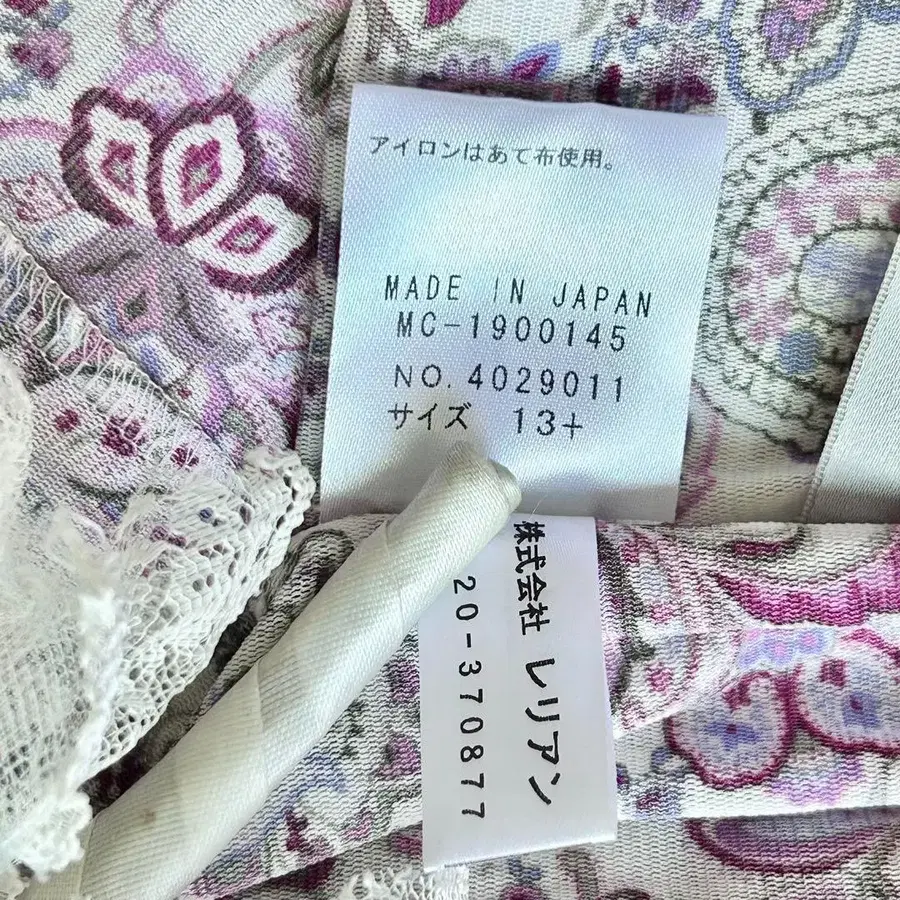 アイロンはあて布使用。
MADE IN JAPAN
MC-1900145
NO. 4029011
サイズ 13+
株式会社 レリアン
20-370877